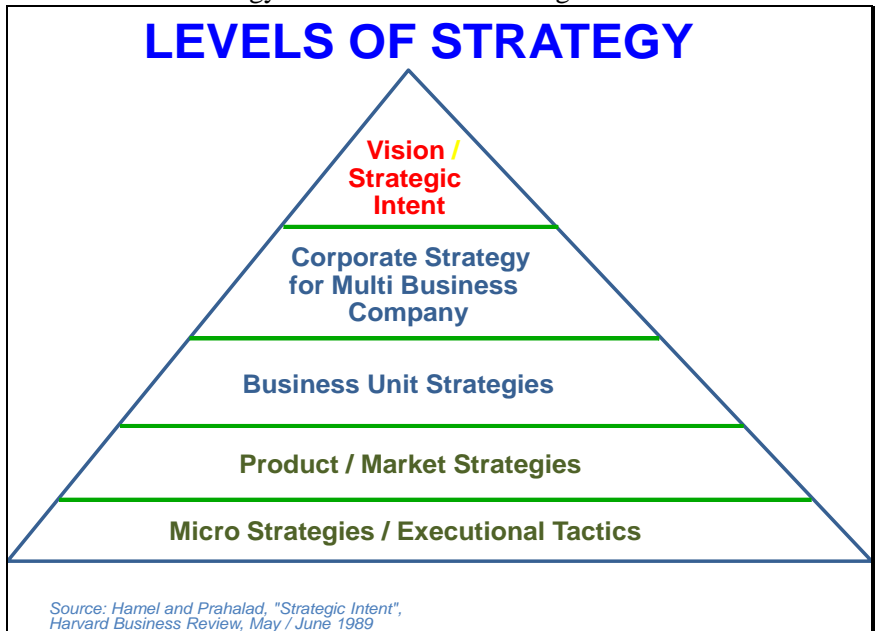 LEVELS OF STRATEGY
Vision /
Strategic
Intent
Corporate Strategy
for Multi Business
Company
Business Unit Strategies
Product / Market Strategies
Micro Strategies / Executional Tactics
Source: Hamel and Prahalad, "Strategic Intent",
Harvard Business Review, May / June 1989